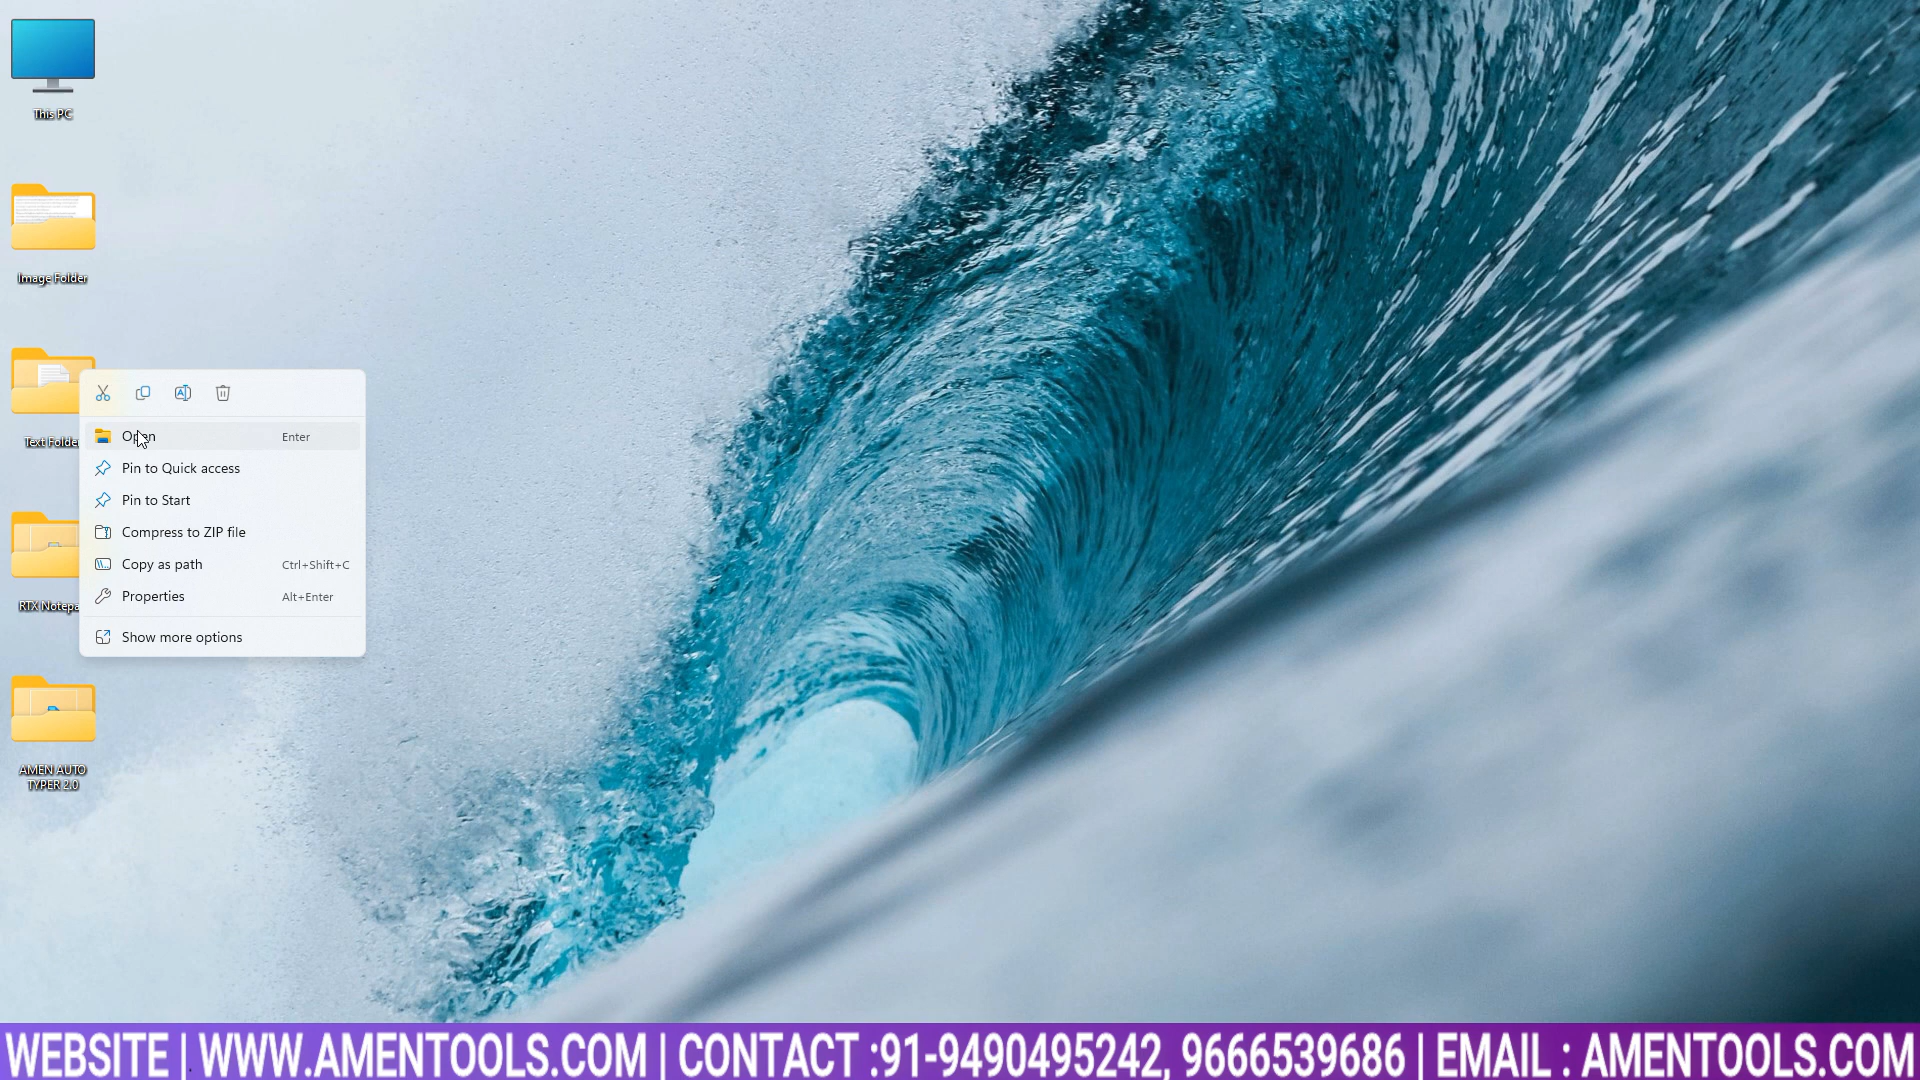 This PC
Image Folder
Text Folde
Open Enter
Pin to Quick access
Pin to Start
Compress to ZIP file
Copy as path Ctrl+Shift+C
Properties Alt+Enter
Show more options
RTX Notepa
AMEN AUTO
TYPER 2.0
WEBSITE | WWW.AMENTOOLS.COM | CONTACT :91-9490495242, 9666539686 | EMAIL : AMENTOOLS.COM